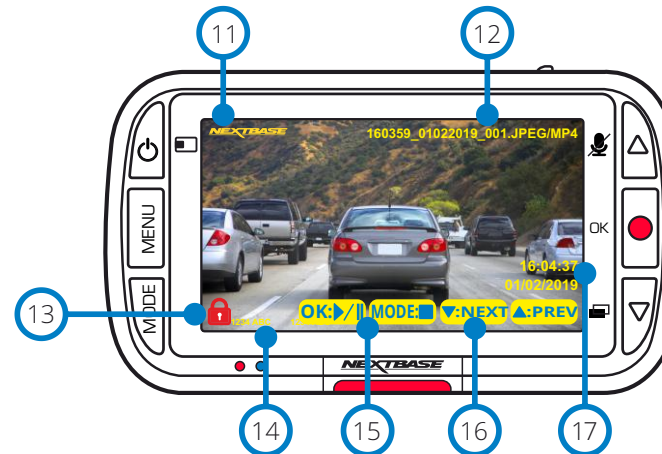 11
12
NEXTBASE
160359_01022019_001.JPEG/MP4
MENU
OK
16:04:37
01/02/2019
13
MODE
OK:▶/|| MODE:■ ▼:NEXT ▲:PREV
NEXTBASE
14
15
16
17